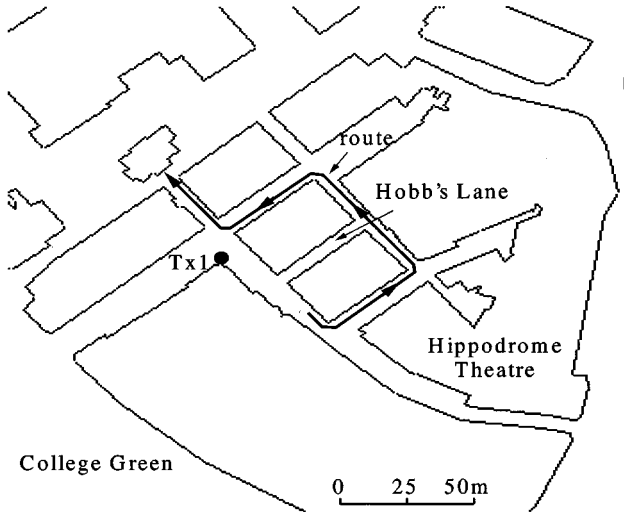 route
Hobb's Lane
Tx1
Hippodrome
Theatre
College Green
0 25 50m